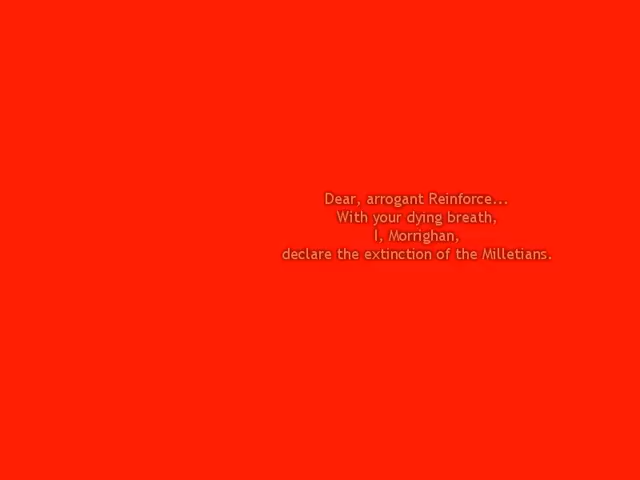 Dear, arrogant Reinforce...
With your dying breath,
I, Morrighan,
declare the extinction of the Milletians.